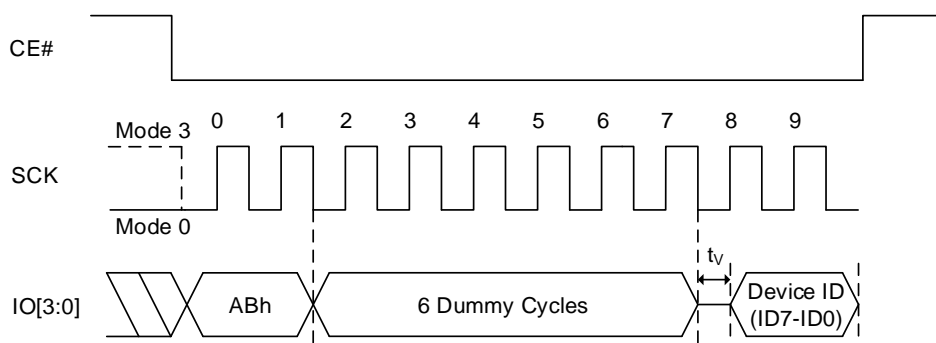 CE#
Mode 3 0 1 2 3 4 5 6 7 8 9
SCK
Mode 0
tV
IO[3:0] ABh 6 Dummy Cycles Device ID
(ID7-ID0)